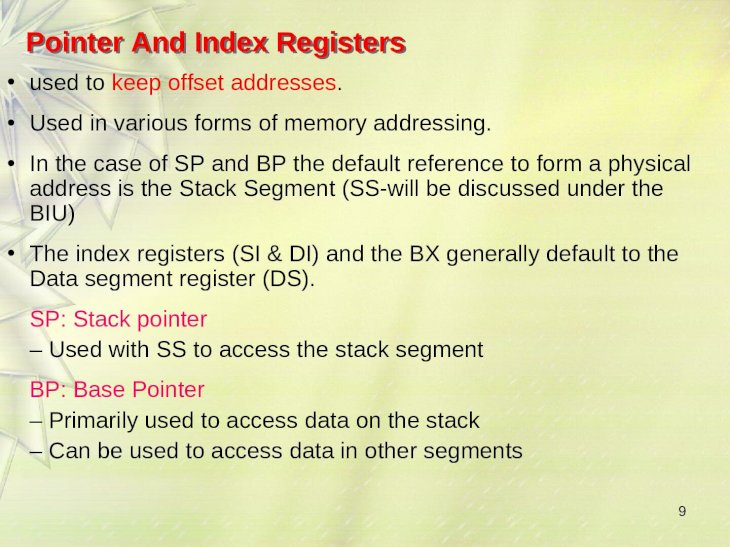 Pointer And Index Registers
• used to keep offset addresses.
• Used in various forms of memory addressing.
• In the case of SP and BP the default reference to form a physical
address is the Stack Segment (SS-will be discussed under the
BIU)
• The index registers (SI & DI) and the BX generally default to the
Data segment register (DS).
SP: Stack pointer
– Used with SS to access the stack segment
BP: Base Pointer
– Primarily used to access data on the stack
– Can be used to access data in other segments
9